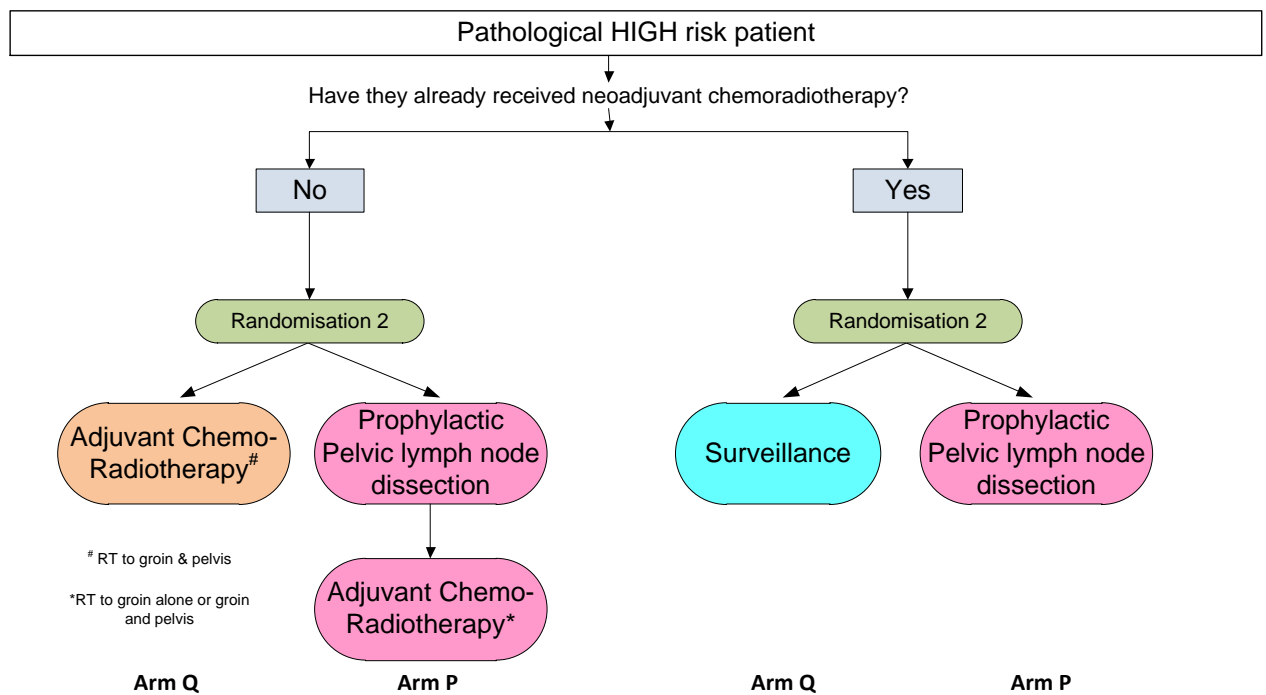 Pathological HIGH risk patient
Have they already received neoadjuvant chemoradiotherapy?
No
Yes
Randomisation 2
Randomisation 2
Adjuvant Chemo-
Radiotherapy#
Prophylactic
Pelvic lymph node
dissection
Surveillance
Prophylactic
Pelvic lymph node
dissection
# RT to groin & pelvis
*RT to groin alone or groin
and pelvis
Adjuvant Chemo-
Radiotherapy*
Arm Q
Arm P
Arm Q
Arm P